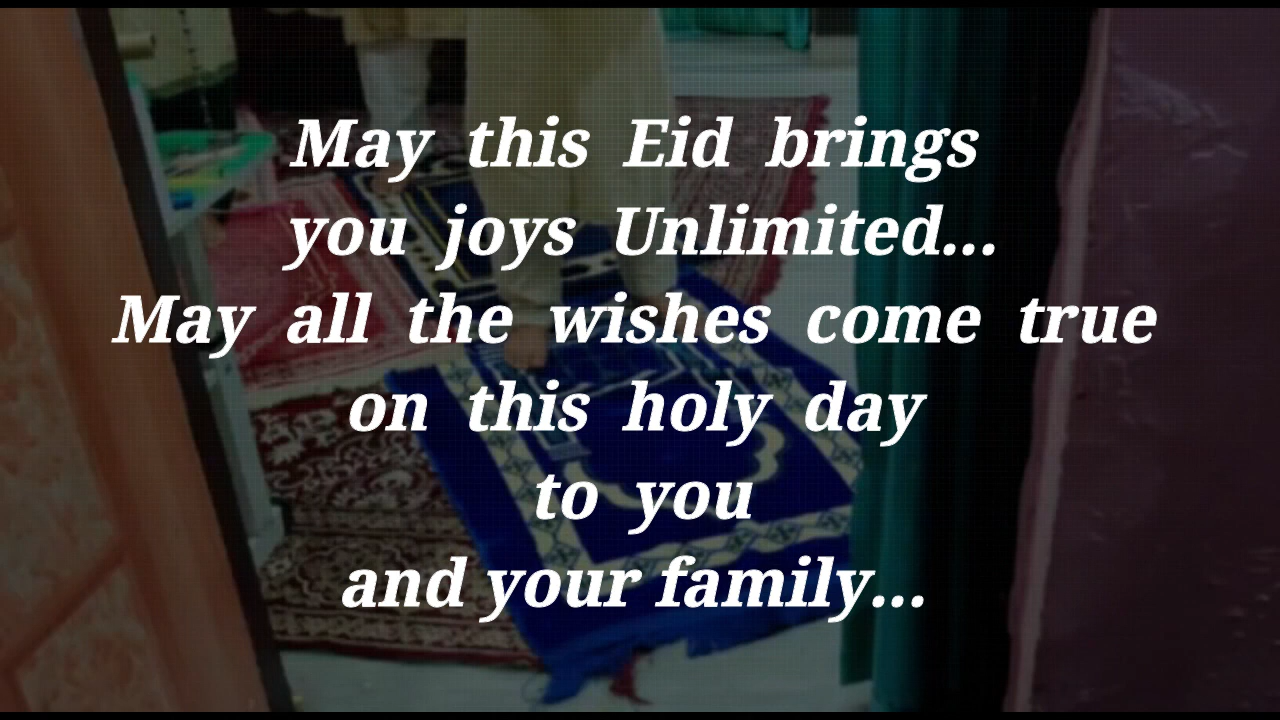 May this Eid brings
you joys Unlimited...
May all the wishes come true
on this holy day
to you
and your family...